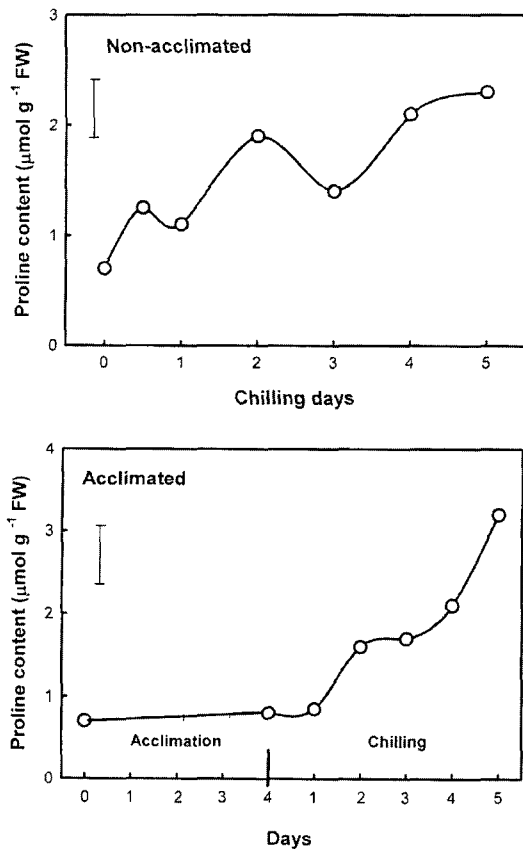 Non-acclimated
Proline content (μmol g⁻¹ FW)
3
2
1
0
0 1 2 3 4 5
Chilling days
Acclimated
Proline content (μmol g⁻¹ FW)
4
3
2
1
0
Acclimation Chilling
0 1 2 3 4 1 2 3 4 5
Days